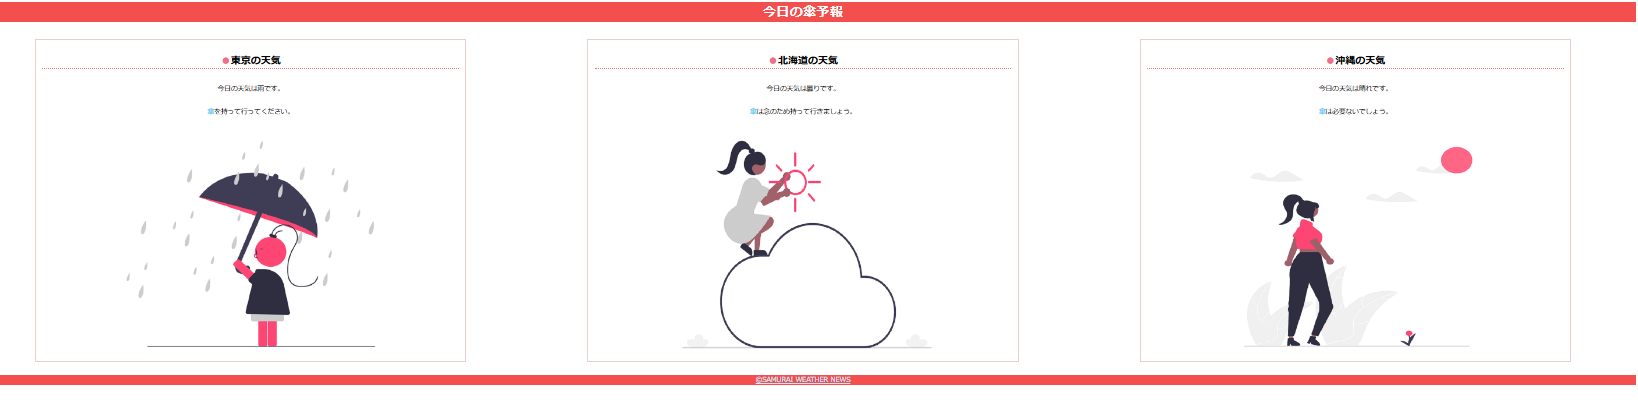 今日の傘予報
●東京の天気
今日の天気は雨です。
傘を持って行ってください。
●北海道の天気
今日の天気は曇りです。
傘は念のため持って行きましょう。
●沖縄の天気
今日の天気は晴れです。
傘は必要ないでしょう。
©SAMURAI WEATHER NEWS